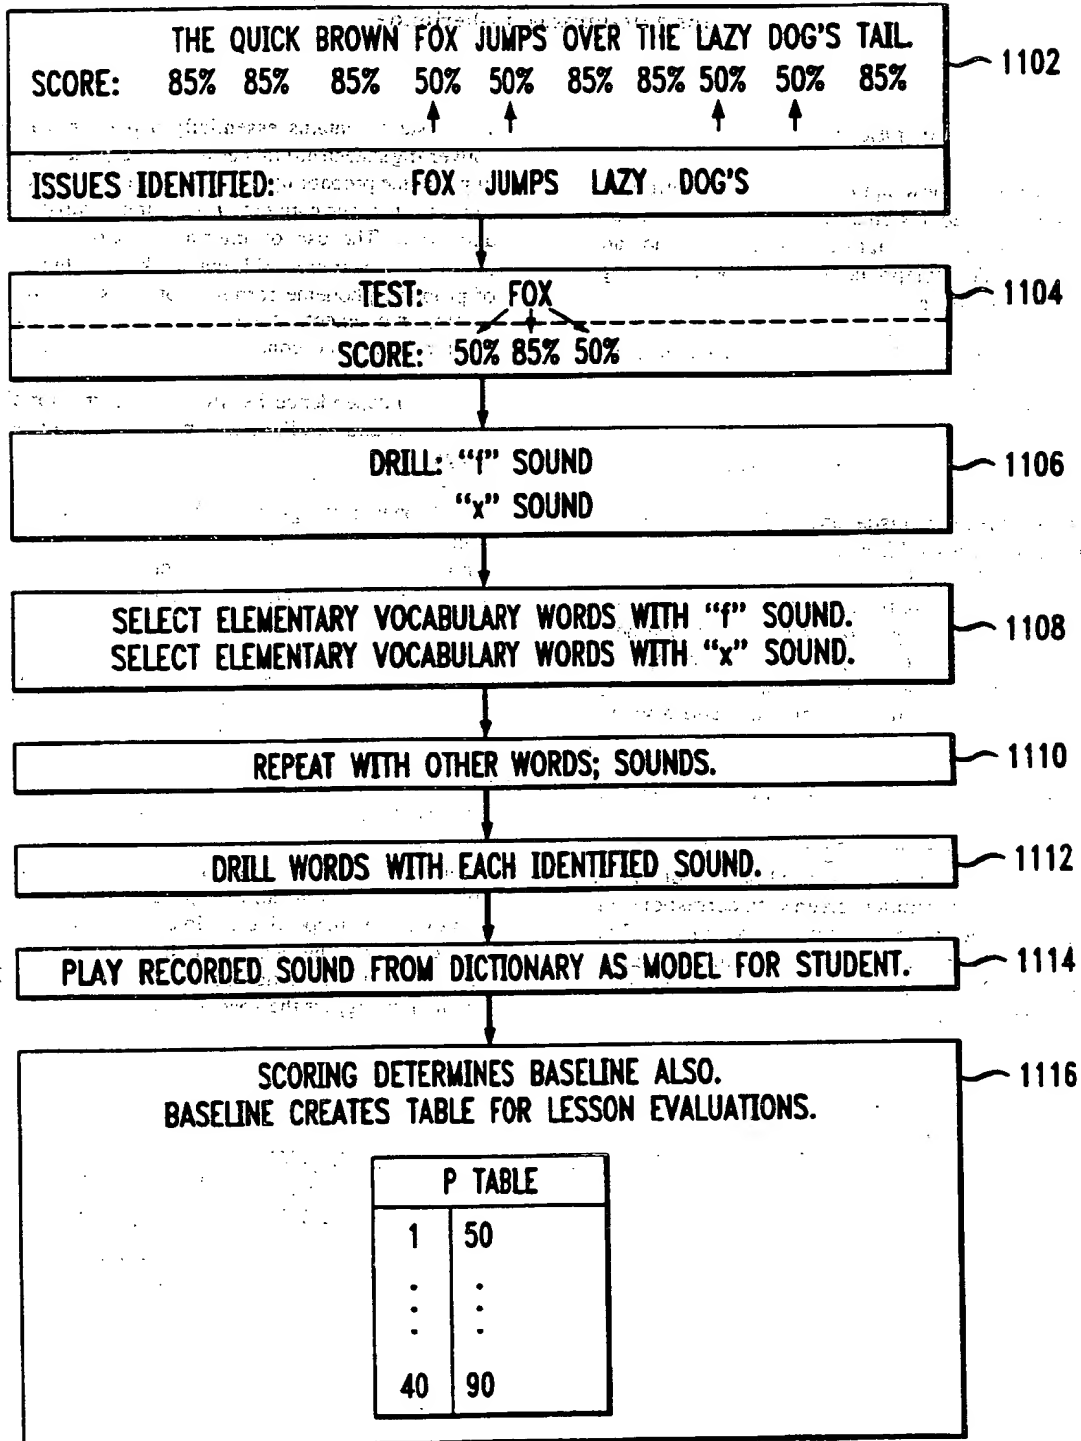 THE QUICK BROWN FOX JUMPS OVER THE LAZY DOG'S TAIL.
SCORE: 85% 85% 85% 50% 50% 85% 85% 50% 50% 85%
1102
ISSUES IDENTIFIED: FOX JUMPS LAZY DOG'S
TEST: FOX
1104
SCORE: 50% 85% 50%
DRILL: “f” SOUND
1106
“x” SOUND
SELECT ELEMENTARY VOCABULARY WORDS WITH “f” SOUND.
1108
SELECT ELEMENTARY VOCABULARY WORDS WITH “x” SOUND.
REPEAT WITH OTHER WORDS; SOUNDS.
1110
DRILL WORDS WITH EACH IDENTIFIED SOUND.
1112
PLAY RECORDED SOUND FROM DICTIONARY AS MODEL FOR STUDENT.
1114
SCORING DETERMINES BASELINE ALSO.
1116
BASELINE CREATES TABLE FOR LESSON EVALUATIONS.
P TABLE
1 50
40 90